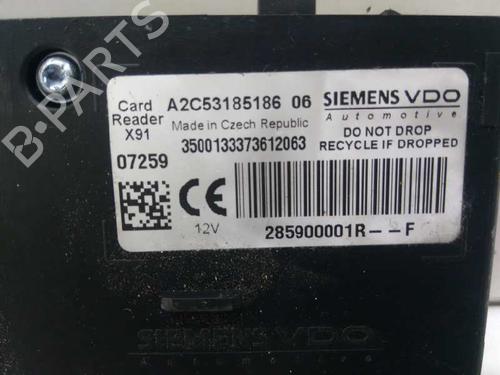 Card Reader X91
A2C53185186 06
SIEMENS VDO
Automotive
Made in Czech Republic
DO NOT DROP
RECYCLE IF DROPPED
3500133373612063
07259
CE
12V
285900001R--F
SIEMENS VDO
Automotive